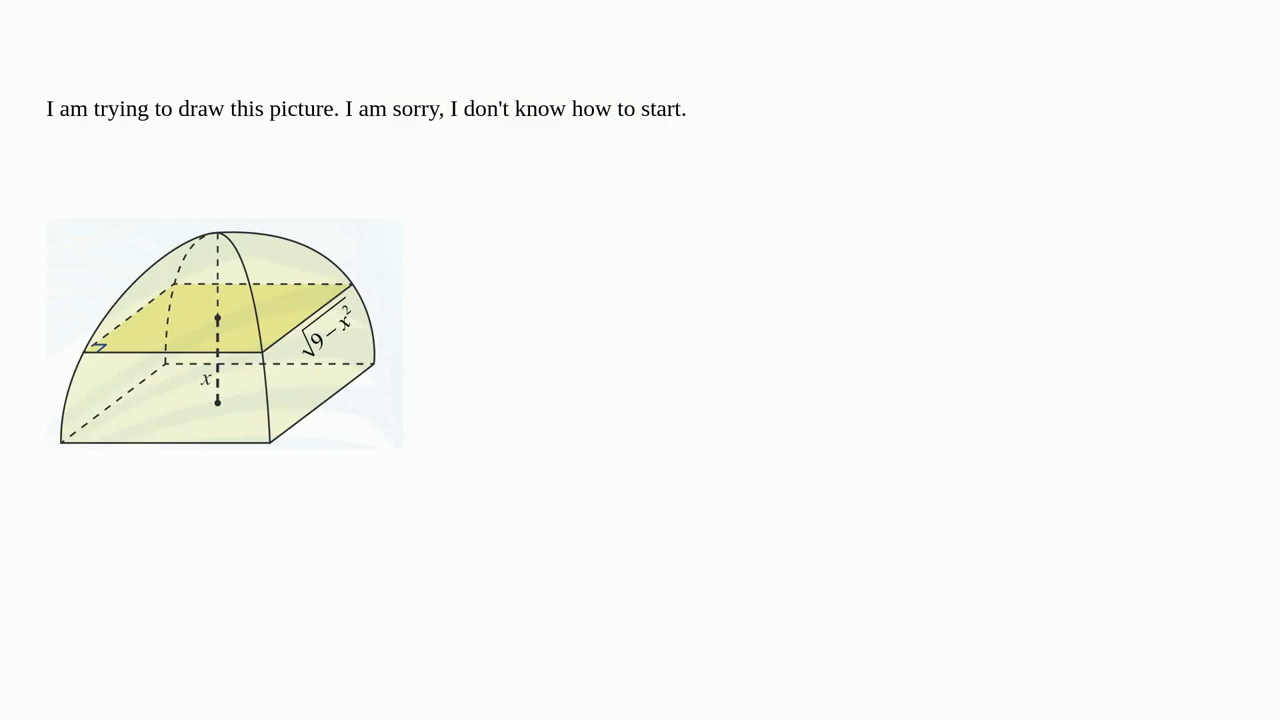 I am trying to draw this picture. I am sorry, I don't know how to start.
√9 − x²
x